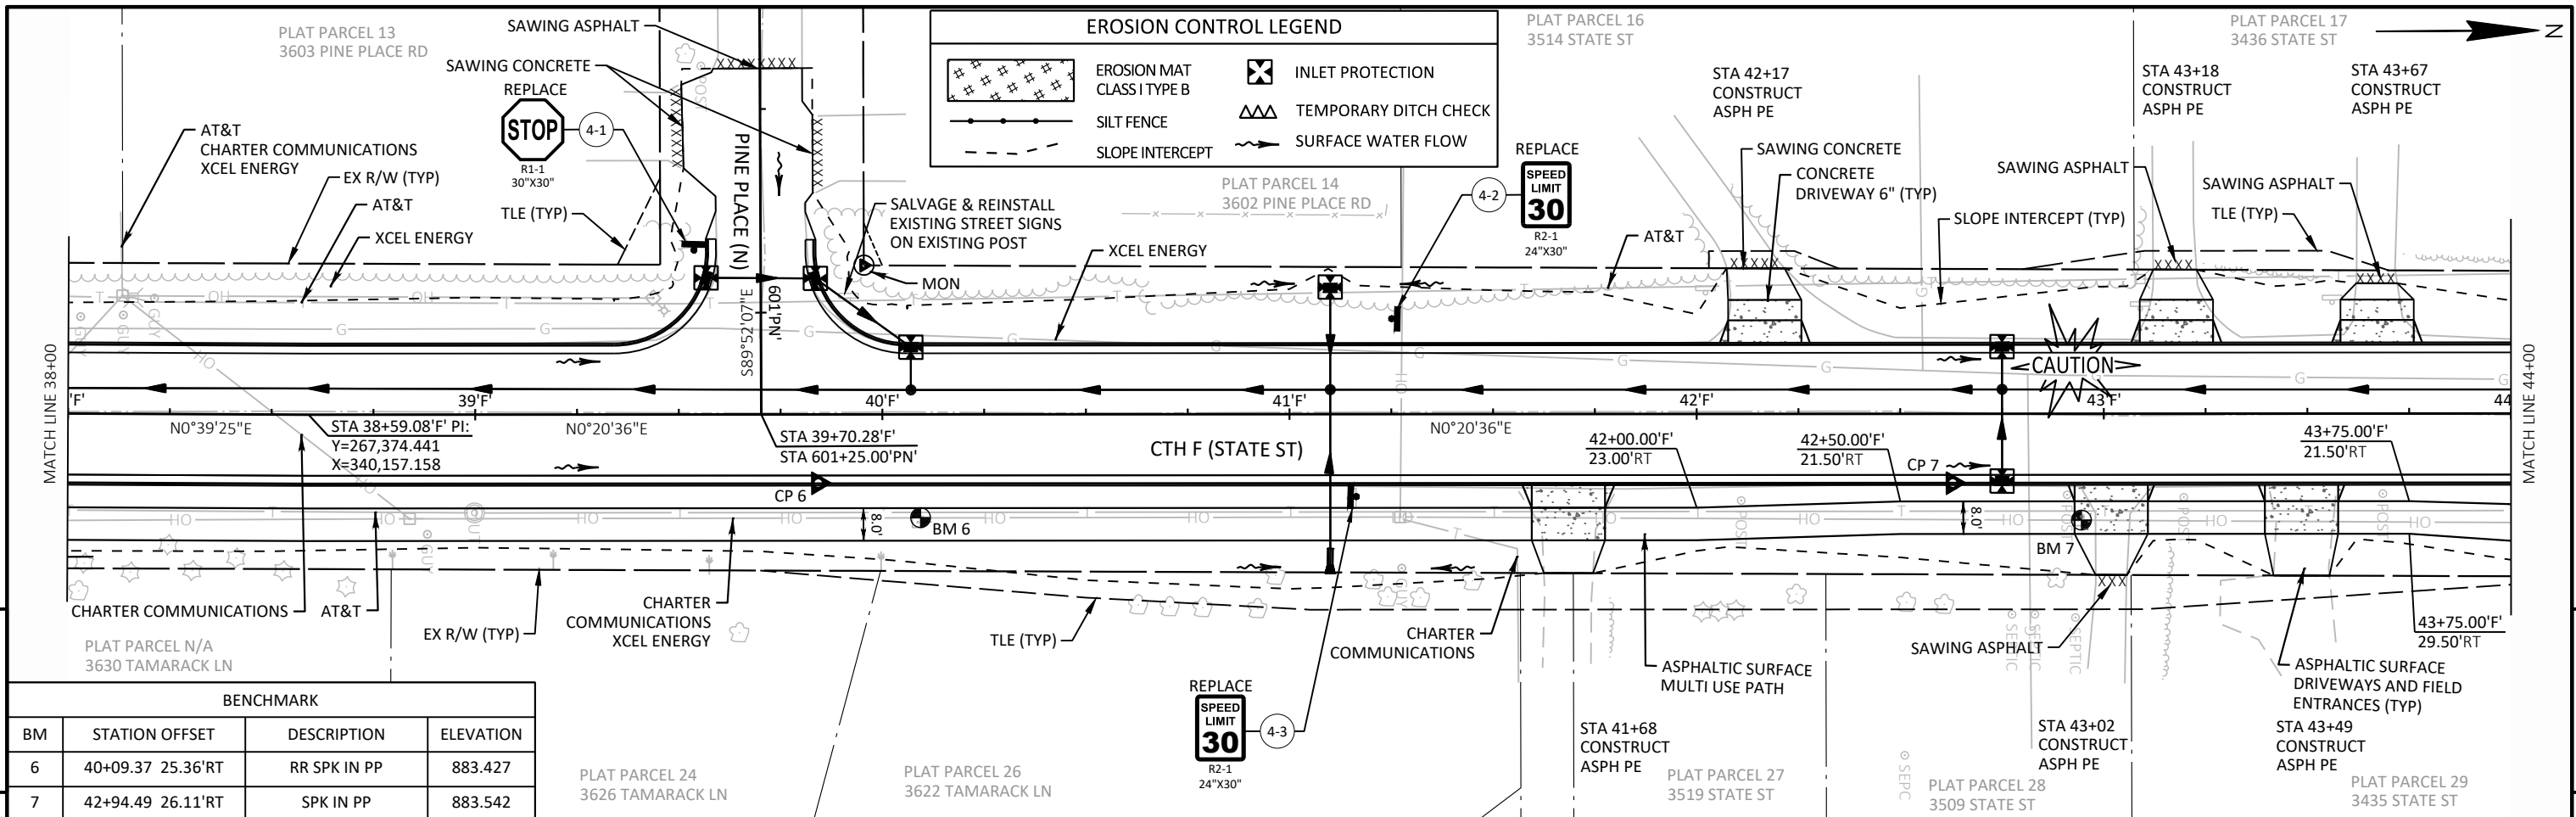 PLAT PARCEL 13
3603 PINE PLACE RD
SAWING ASPHALT
SAWING CONCRETE
REPLACE
STOP
R1-1
30"X30"
4-1
AT&T
CHARTER COMMUNICATIONS
XCEL ENERGY
EX R/W (TYP)
AT&T
XCEL ENERGY
TLE (TYP)
POST
PINE PLACE (N)
S89°52'07"E
601'PN'
SALVAGE & REINSTALL
EXISTING STREET SIGNS
ON EXISTING POST
MON
EROSION CONTROL LEGEND
EROSION MAT
CLASS I TYPE B
SILT FENCE
SLOPE INTERCEPT
INLET PROTECTION
TEMPORARY DITCH CHECK
SURFACE WATER FLOW
PLAT PARCEL 14
3602 PINE PLACE RD
XCEL ENERGY
PLAT PARCEL 16
3514 STATE ST
REPLACE
SPEED
LIMIT
30
R2-1
24"X30"
4-2
AT&T
STA 42+17
CONSTRUCT
ASPH PE
SAWING CONCRETE
CONCRETE
DRIVEWAY 6" (TYP)
SLOPE INTERCEPT (TYP)
SAWING ASPHALT
STA 43+18
CONSTRUCT
ASPH PE
PLAT PARCEL 17
3436 STATE ST
N
STA 43+67
CONSTRUCT
ASPH PE
SAWING ASPHALT
TLE (TYP)
CAUTION
MATCH LINE 38+00
'F'
39'F'
40'F'
41'F'
42'F'
43'F'
44
MATCH LINE 44+00
N0°39'25"E
STA 38+59.08'F' PI:
Y=267,374.441
X=340,157.158
N0°20'36"E
STA 39+70.28'F'
STA 601+25.00'PN'
CTH F (STATE ST)
N0°20'36"E
42+00.00'F'
23.00'RT
42+50.00'F'
21.50'RT
43+75.00'F'
21.50'RT
CP 6
CP 7
8.0'
BM 6
8.0'
BM 7
CHARTER COMMUNICATIONS
AT&T
EX R/W (TYP)
CHARTER
COMMUNICATIONS
XCEL ENERGY
TLE (TYP)
CHARTER
COMMUNICATIONS
ASPHALTIC SURFACE
MULTI USE PATH
SAWING ASPHALT
43+75.00'F'
29.50'RT
ASPHALTIC SURFACE
DRIVEWAYS AND FIELD
ENTRANCES (TYP)
PLAT PARCEL N/A
3630 TAMARACK LN
REPLACE
SPEED
LIMIT
30
R2-1
24"X30"
4-3
STA 41+68
CONSTRUCT
ASPH PE
STA 43+02
CONSTRUCT
ASPH PE
STA 43+49
CONSTRUCT
ASPH PE
PLAT PARCEL 24
3626 TAMARACK LN
PLAT PARCEL 26
3622 TAMARACK LN
PLAT PARCEL 27
3519 STATE ST
PLAT PARCEL 28
3509 STATE ST
PLAT PARCEL 29
3435 STATE ST
SEPTIC
SEPTIC
SEPTIC
SEPC
BENCHMARK
BM STATION OFFSET DESCRIPTION ELEVATION
6 40+09.37 25.36'RT RR SPK IN PP 883.427
7 42+94.49 26.11'RT SPK IN PP 883.542